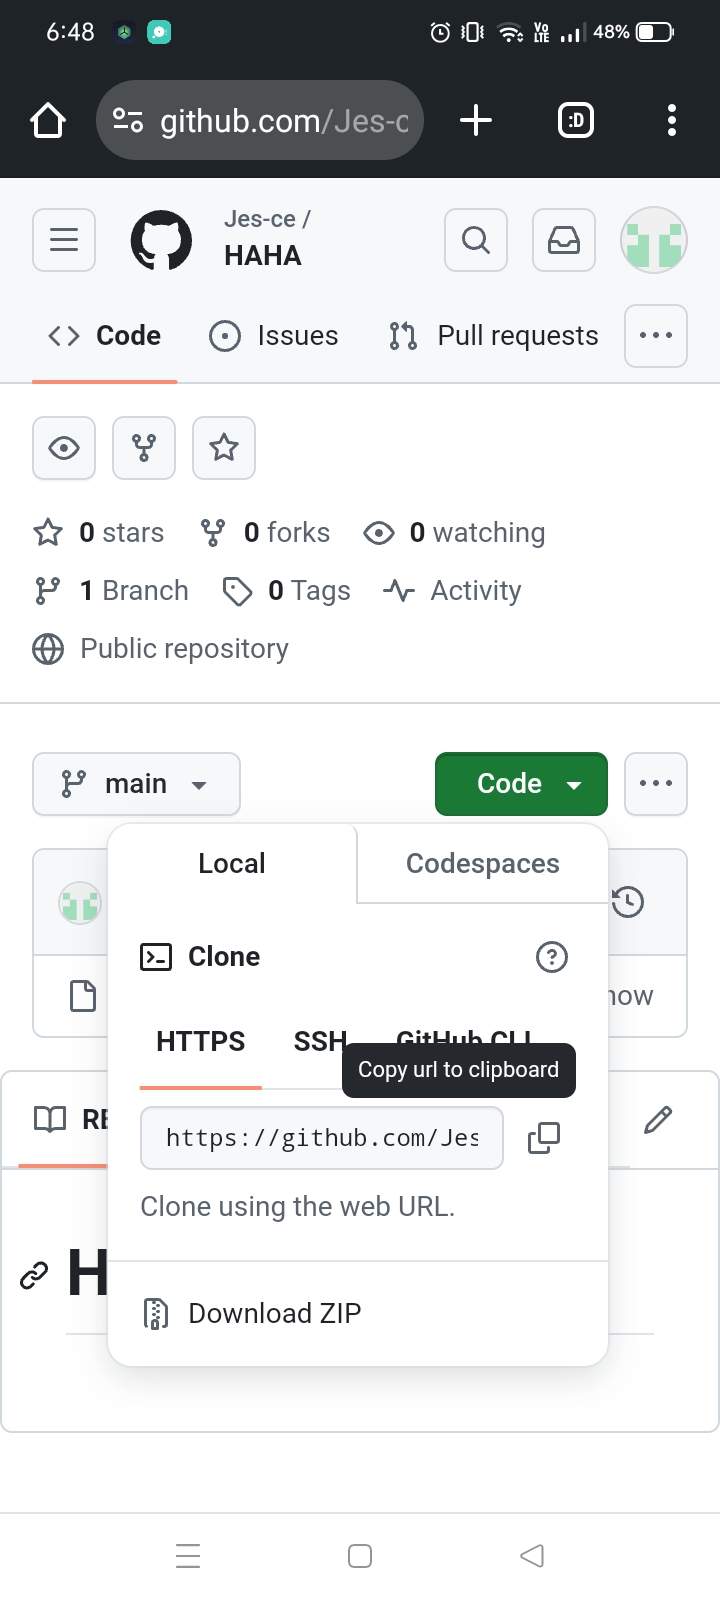 6:48
Vo LTE 48%
github.com/Jes-c
:D
Jes-ce /
HAHA
Code Issues Pull requests
0 stars 0 forks 0 watching
1 Branch 0 Tags Activity
Public repository
main Code
Local Codespaces
Clone
now
HTTPS SSH GitHub CLI
Copy url to clipboard
RE
https://github.com/Jes
Clone using the web URL.
H
Download ZIP